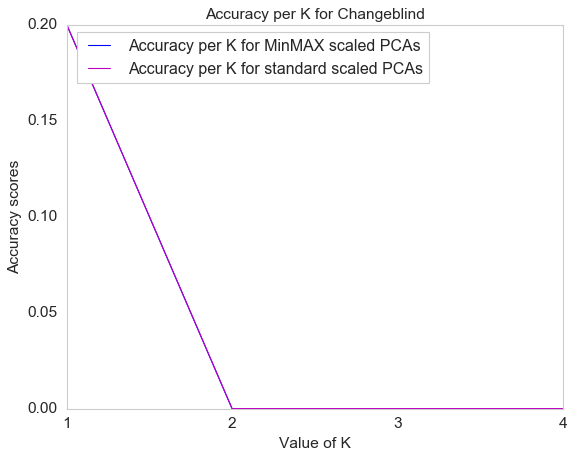 Accuracy per K for Changeblind
0.20
Accuracy per K for MinMAX scaled PCAs
Accuracy per K for standard scaled PCAs
0.15
Accuracy scores
0.10
0.05
0.00
1 2 3 4
Value of K